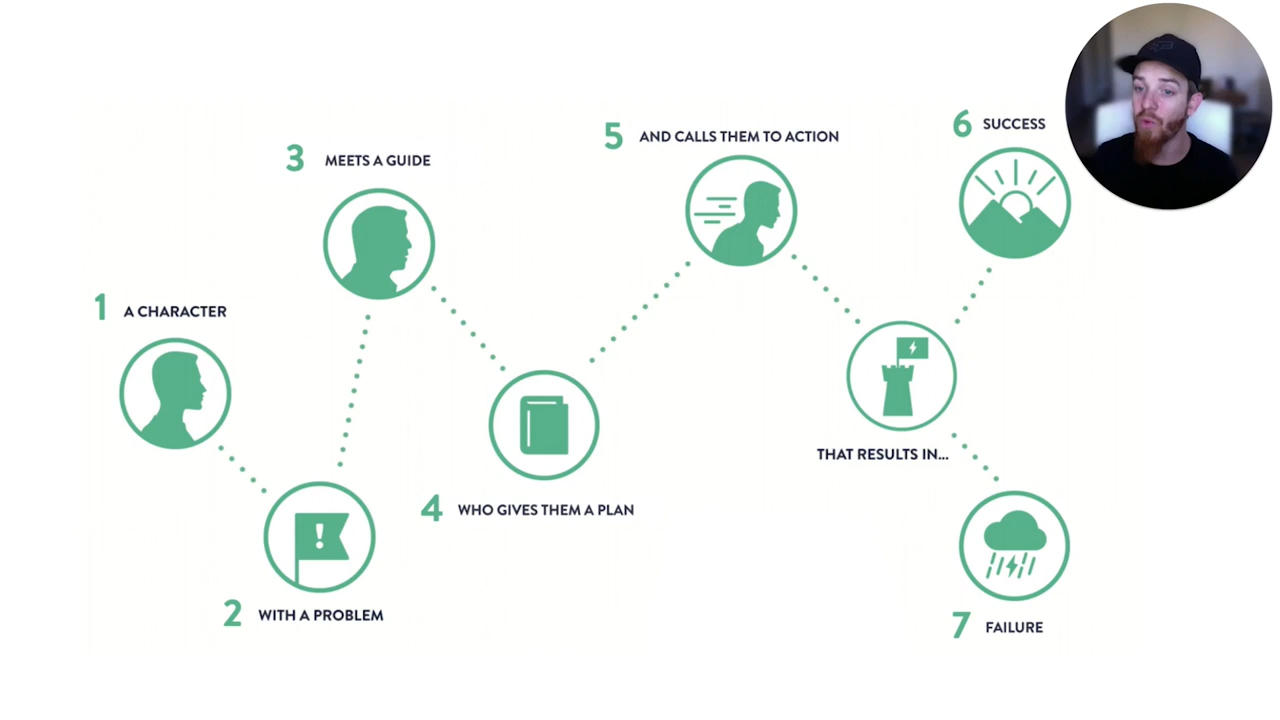 1 A CHARACTER
2 WITH A PROBLEM
3 MEETS A GUIDE
4 WHO GIVES THEM A PLAN
5 AND CALLS THEM TO ACTION
THAT RESULTS IN...
6 SUCCESS
7 FAILURE